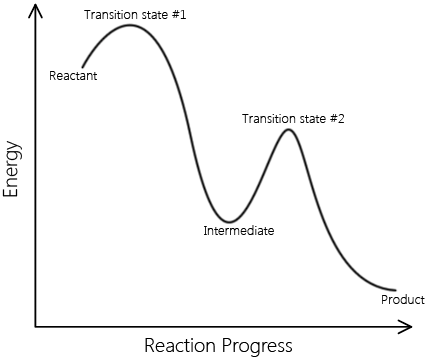 Transition state #1
Reactant
Transition state #2
Energy
Intermediate
Product
Reaction Progress